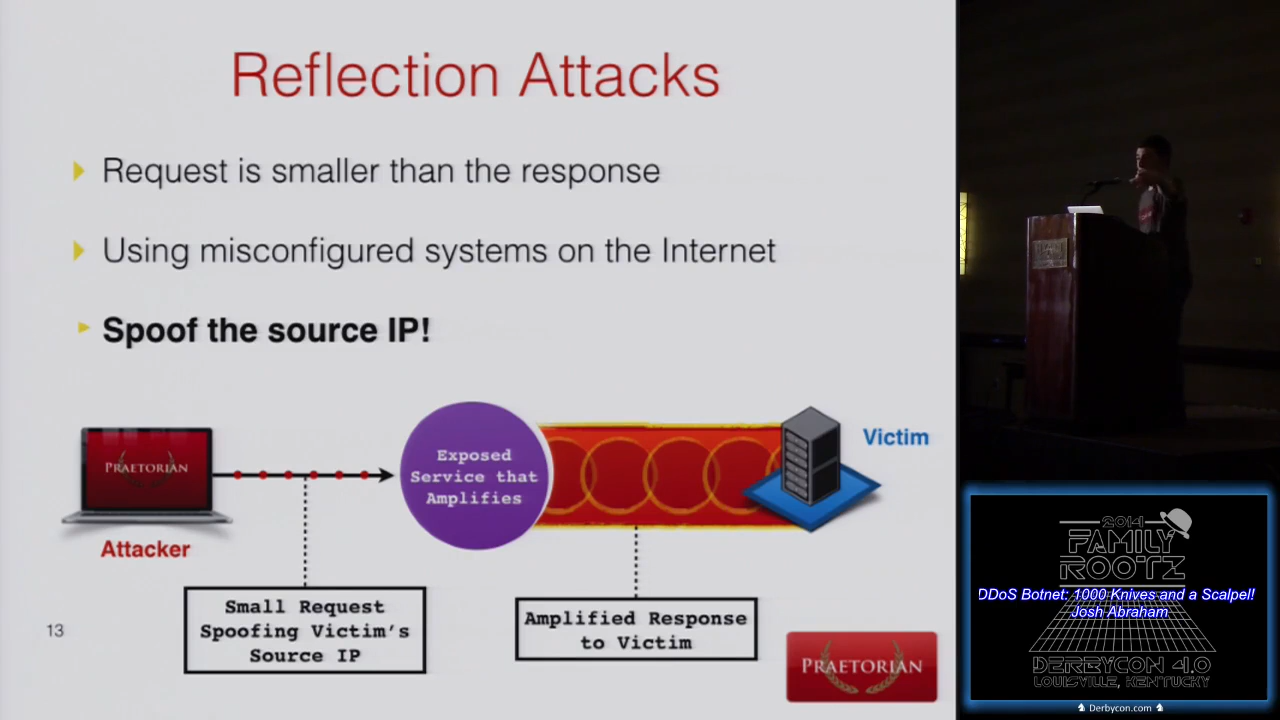 Reflection Attacks
Request is smaller than the response
Using misconfigured systems on the Internet
Spoof the source IP!
PRAETORIAN
Attacker
Exposed
Service that
Amplifies
Victim
Small Request
Spoofing Victim's
Source IP
Amplified Response
to Victim
13
PRAETORIAN
2014
FAMILY
ROOTZ
DDoS Botnet: 1000 Knives and a Scalpel!
Josh Abraham
DERBYCON 4.0
LOUISVILLE, KENTUCKY
Derbycon.com